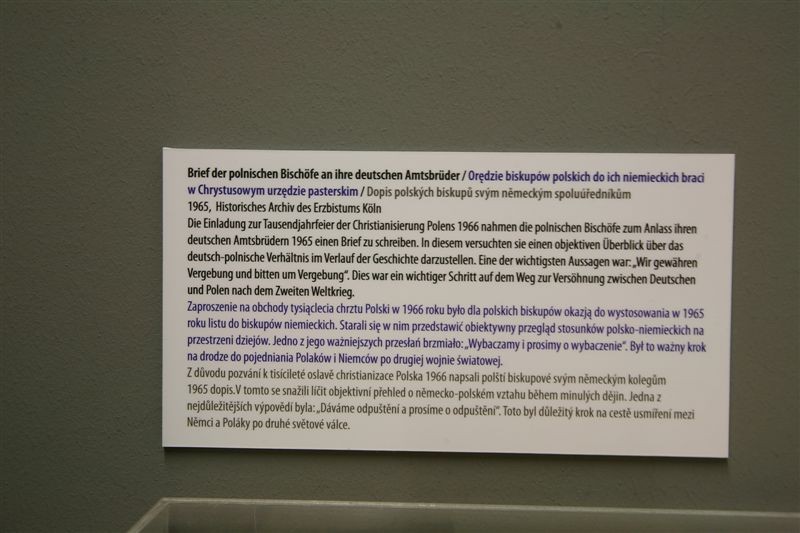 Brief der polnischen Bischöfe an ihre deutschen Amtsbrüder / Orędzie biskupów polskich do ich niemieckich braci
w Chrystusowym urzędzie pasterskim / Dopis polských biskupů svým německým spoluúředníkům
1965, Historisches Archiv des Erzbistums Köln
Die Einladung zur Tausendjahrfeier der Christianisierung Polens 1966 nahmen die polnischen Bischöfe zum Anlass ihren
deutschen Amtsbrüdern 1965 einen Brief zu schreiben. In diesem versuchten sie einen objektiven Überblick über das
deutsch-polnische Verhältnis im Verlauf der Geschichte darzustellen. Eine der wichtigsten Aussagen war: „Wir gewähren
Vergebung und bitten um Vergebung“. Dies war ein wichtiger Schritt auf dem Weg zur Versöhnung zwischen Deutschen
und Polen nach dem Zweiten Weltkrieg.
Zaproszenie na obchody tysiąclecia chrztu Polski w 1966 roku było dla polskich biskupów okazją do wystosowania w 1965
roku listu do biskupów niemieckich. Starali się w nim przedstawić obiektywny przegląd stosunków polsko-niemieckich na
przestrzeni dziejów. Jedno z jego ważniejszych przesłań brzmiało: „Wybaczamy i prosimy o wybaczenie“. Był to ważny krok
na drodze do pojednania Polaków i Niemców po drugiej wojnie światowej.
Z důvodu pozvání k tisícileté oslavě christianizace Polska 1966 napsali polští biskupové svým německým kolegům
1965 dopis.V tomto se snažili líčit objektivní přehled o německo-polském vztahu během minulých dějin. Jedna z
nejdůležitějších výpovědí byla: „Dáváme odpuštění a prosíme o odpuštění“. Toto byl důležitý krok na cestě usmíření mezi
Němci a Poláky po druhé světové válce.